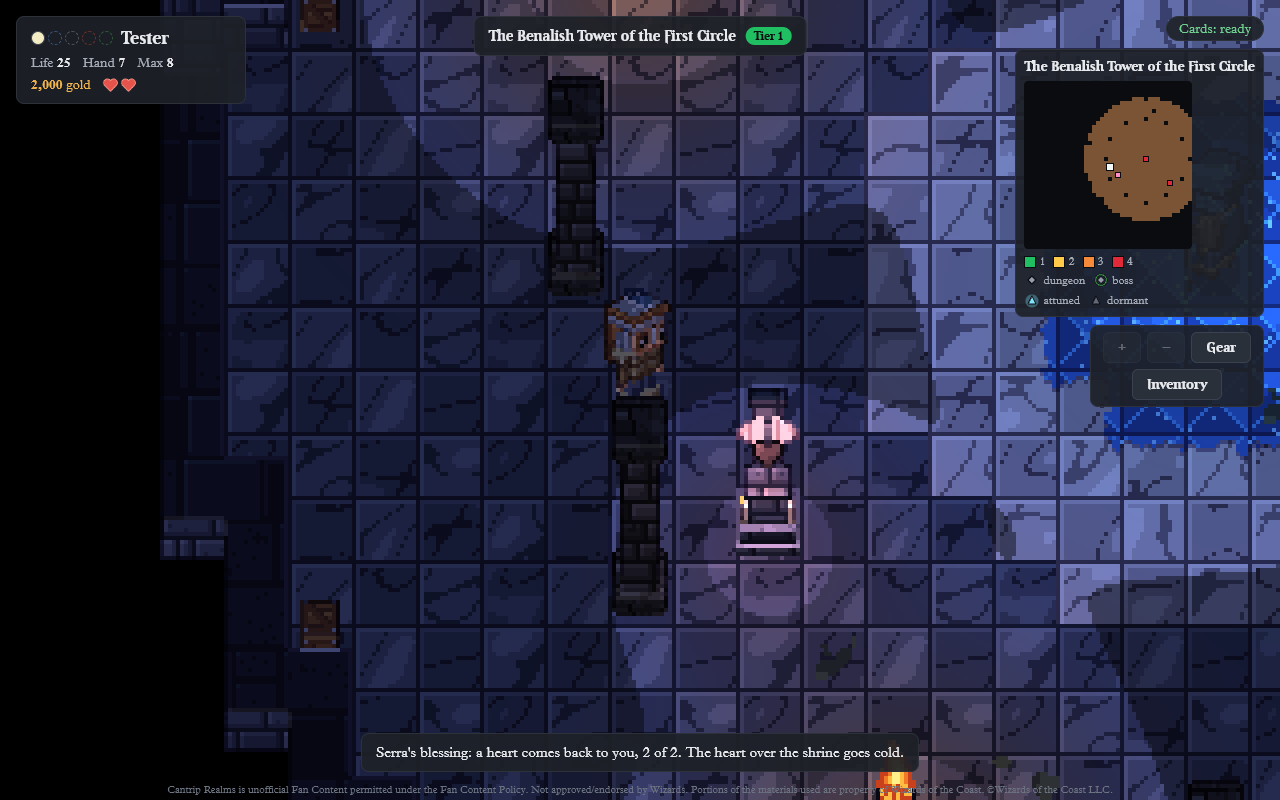 Tester
Life 25 Hand 7 Max 8
2,000 gold
The Benalish Tower of the First Circle Tier 1
Cards: ready
The Benalish Tower of the First Circle
1 2 3 4
dungeon boss
attuned dormant
+ − Gear
Inventory
Serra's blessing: a heart comes back to you, 2 of 2. The heart over the shrine goes cold.
Cantrip Realms is unofficial Fan Content permitted under the Fan Content Policy. Not approved/endorsed by Wizards. Portions of the materials used are property of Wizards of the Coast. ©Wizards of the Coast LLC.